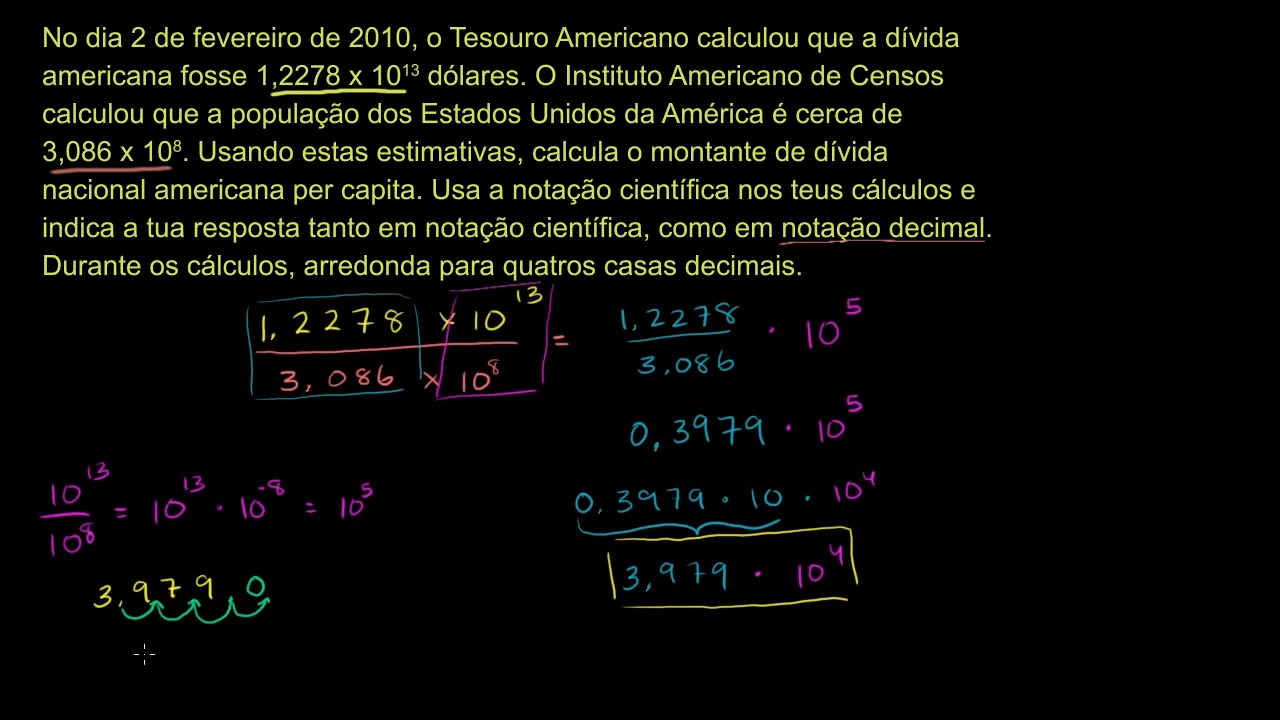 No dia 2 de fevereiro de 2010, o Tesouro Americano calculou que a dívida
americana fosse 1,2278 x 10¹³ dólares. O Instituto Americano de Censos
calculou que a população dos Estados Unidos da América é cerca de
3,086 x 10⁸. Usando estas estimativas, calcula o montante de dívida
nacional americana per capita. Usa a notação científica nos teus cálculos e
indica a tua resposta tanto em notação científica, como em notação decimal.
Durante os cálculos, arredonda para quatros casas decimais.
1,2278 × 10¹³
3,086 × 10⁸
=
1,2278
3,086
· 10⁵
0,3979 · 10⁵
10¹³
10⁸
= 10¹³ · 10⁻⁸ = 10⁵
0,3979 · 10 · 10⁴
3,979 · 10⁴
3,979 0